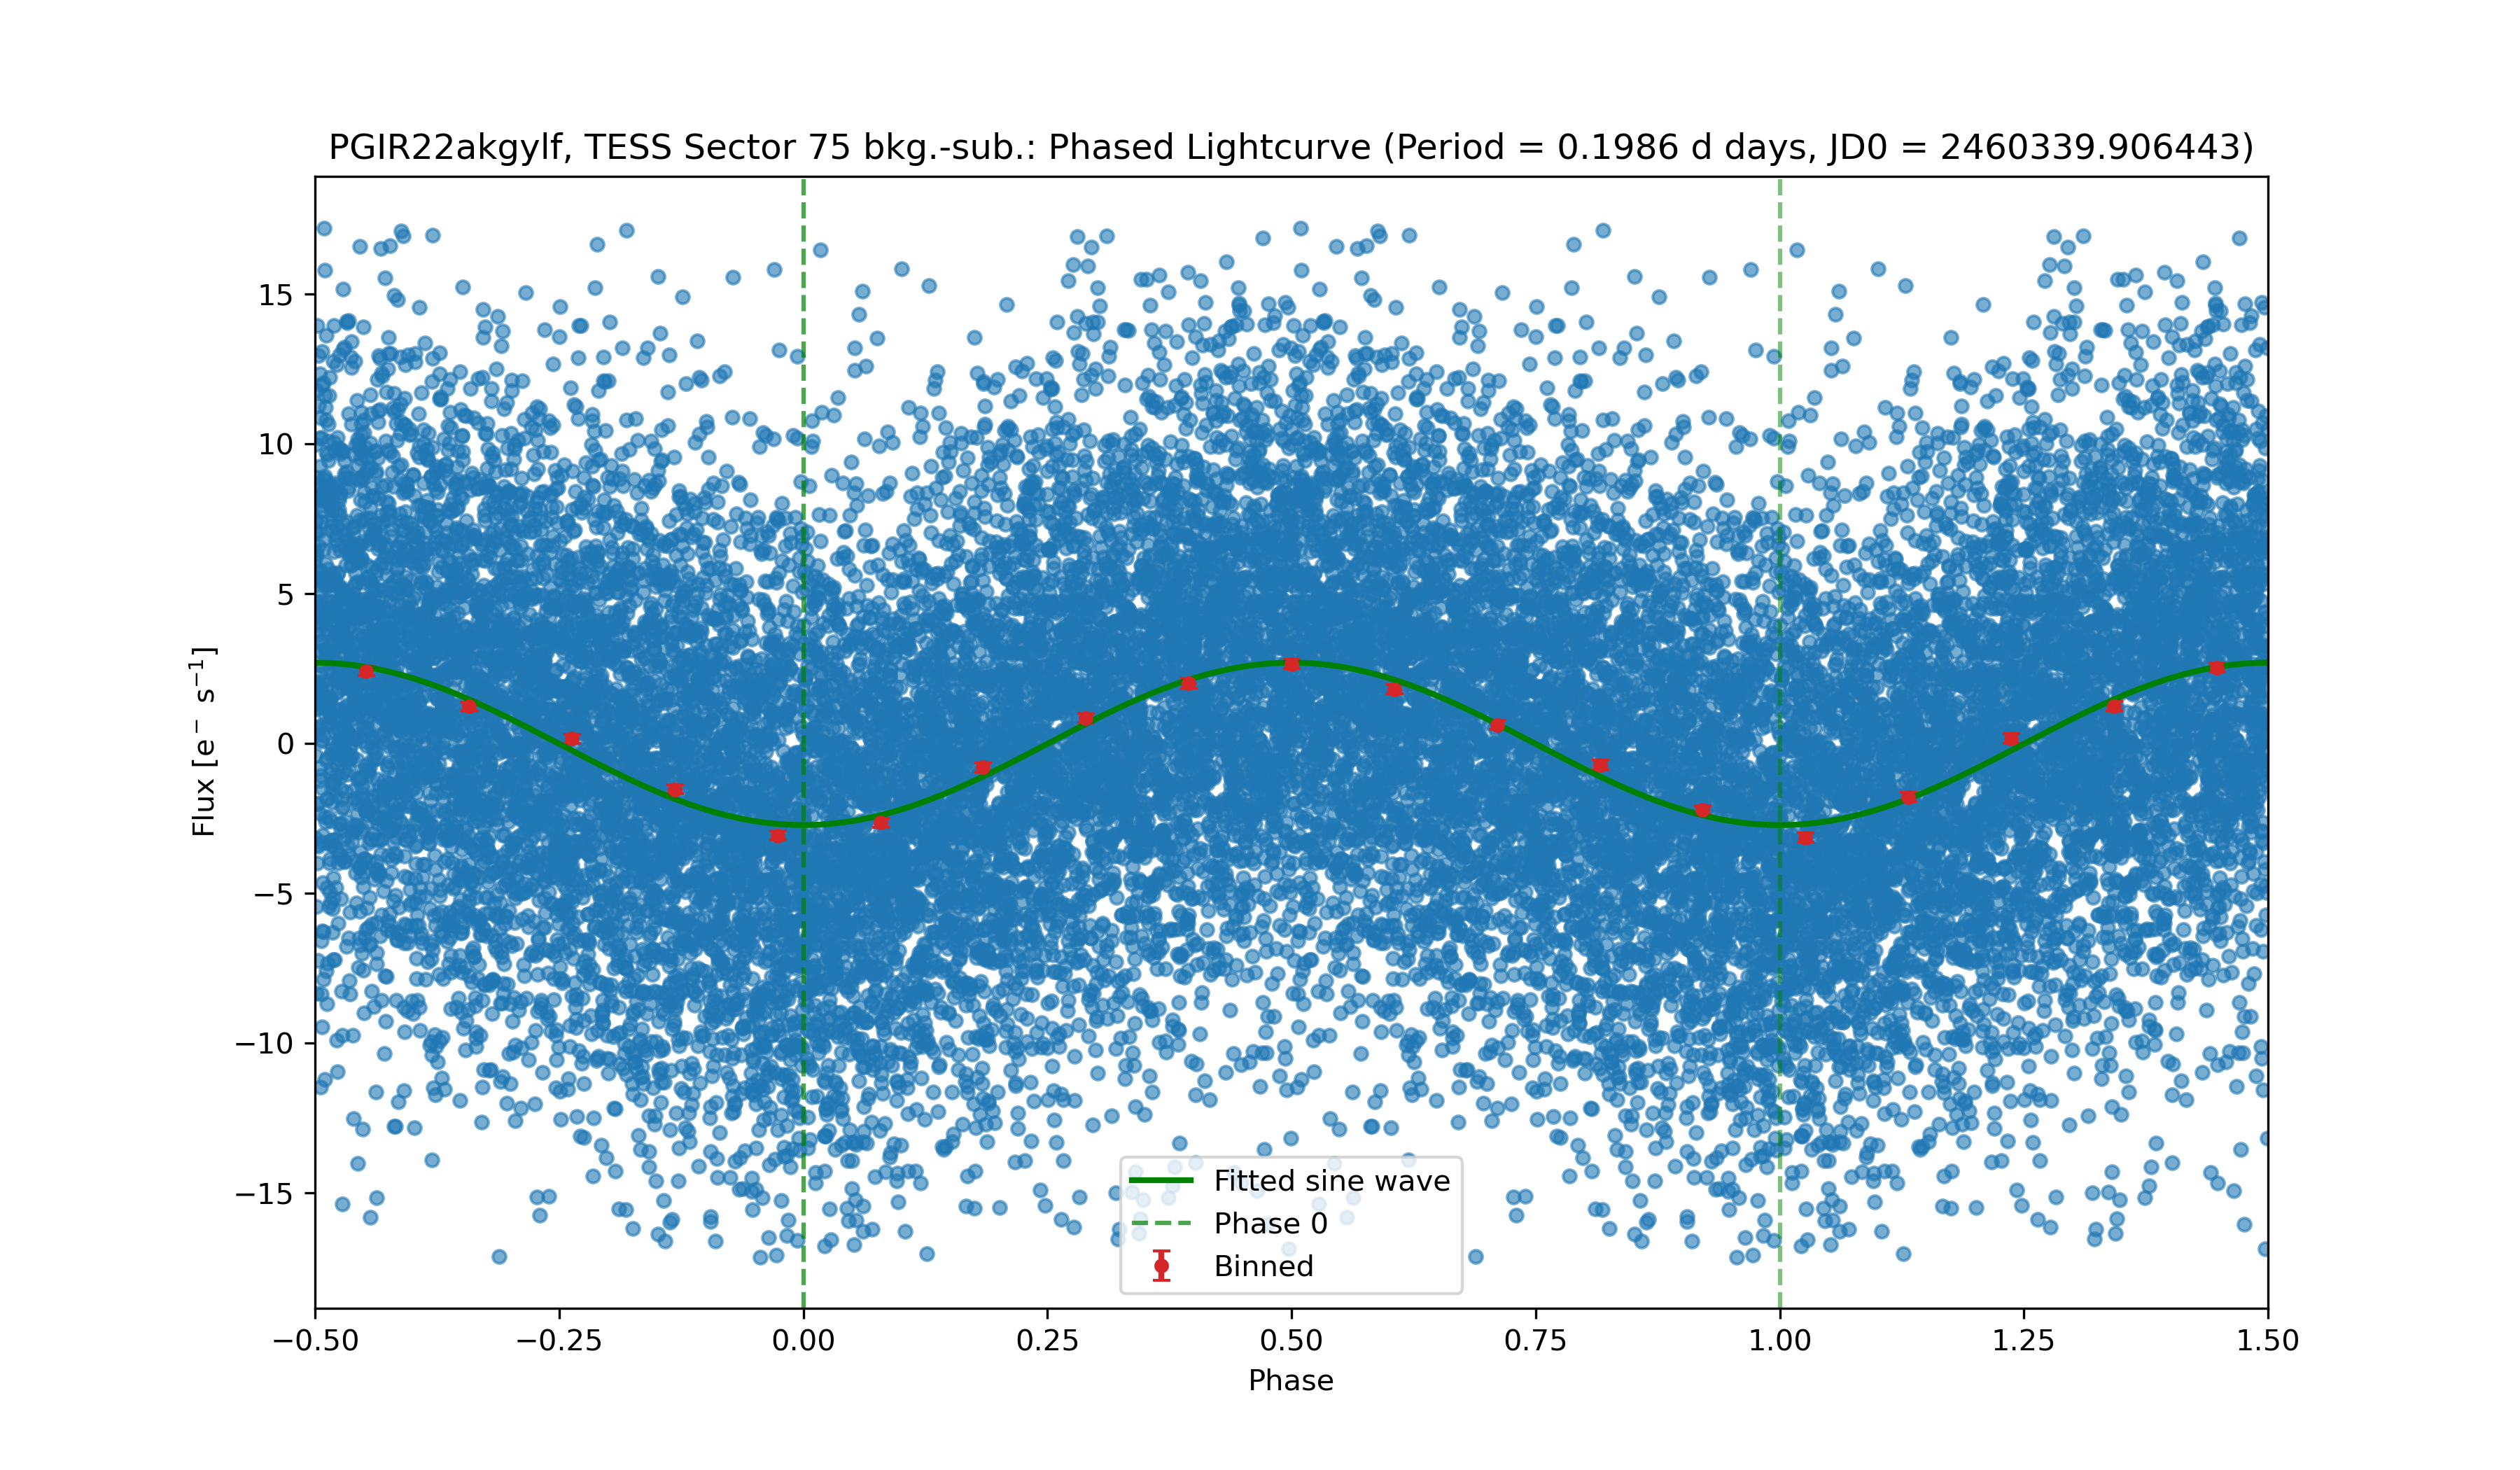 PGIR22akgylf, TESS Sector 75 bkg.-sub.: Phased Lightcurve (Period = 0.1986 d days, JD0 = 2460339.906443)
Flux [e⁻ s⁻¹]
15
10
5
0
−5
−10
−15
Fitted sine wave
Phase 0
Binned
−0.50 −0.25 0.00 0.25 0.50 0.75 1.00 1.25 1.50
Phase